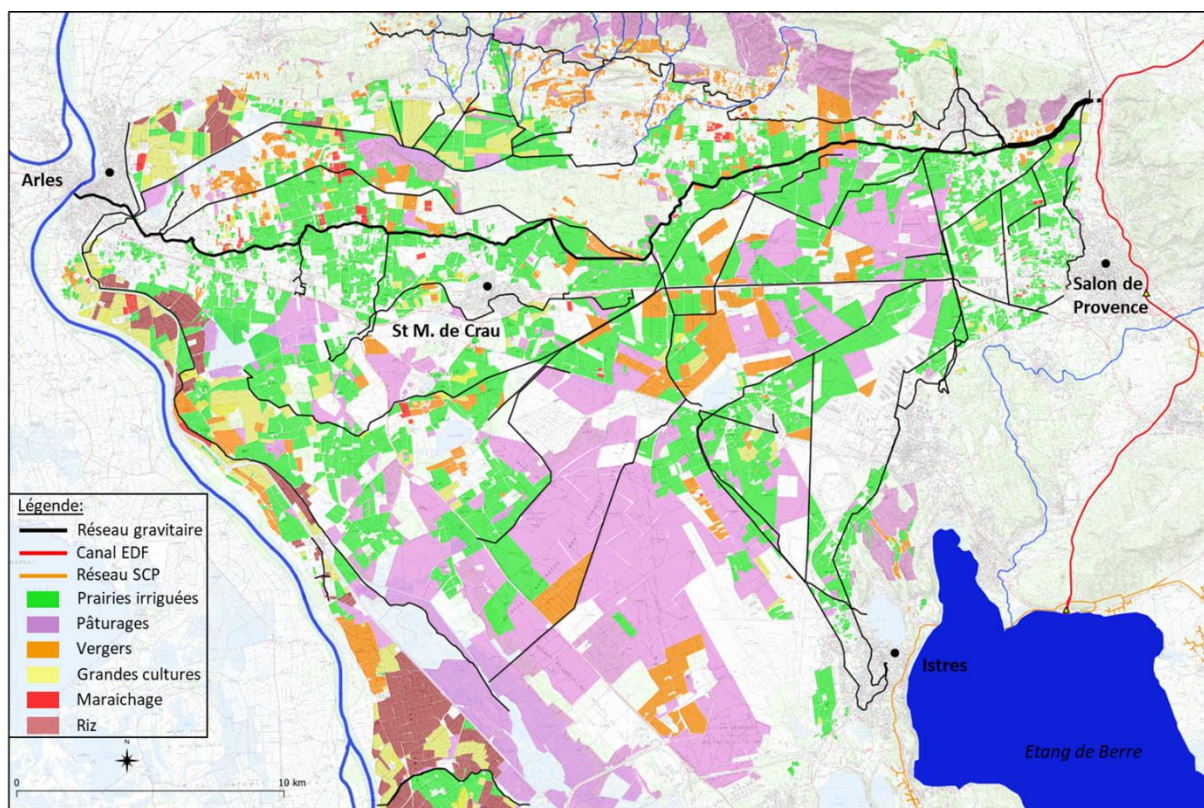 Arles
Salon de
Provence
St M. de Crau
Légende:
Réseau gravitaire
Canal EDF
Réseau SCP
Prairies irriguées
Pâturages
Vergers
Grandes cultures
Maraichage
Riz
Istres
N
Etang de Berre
0
10 km